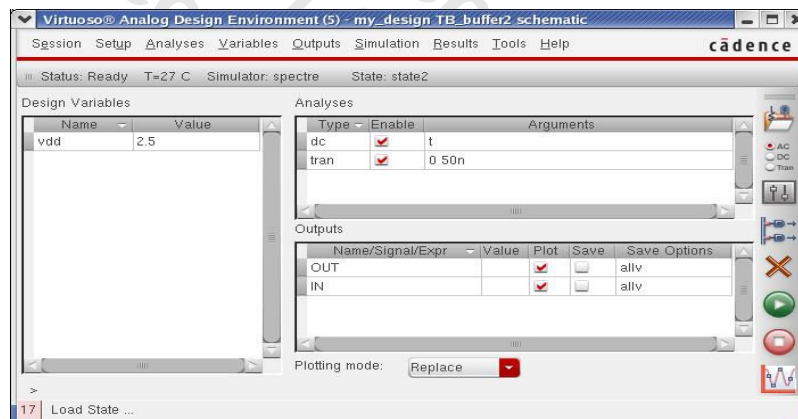 Virtuoso® Analog Design Environment (5) - my_design TB_buffer2 schematic
Session Setup Analyses Variables Outputs Simulation Results Tools Help
cādence
Status: Ready T=27 C Simulator: spectre State: state2
Design Variables
Name Value
vdd 2.5
Analyses
Type Enable Arguments
dc t
tran 0 50n
Outputs
Name/Signal/Expr Value Plot Save Save Options
OUT allv
IN allv
Plotting mode: Replace
AC
DC
Tran
>
17 Load State ...